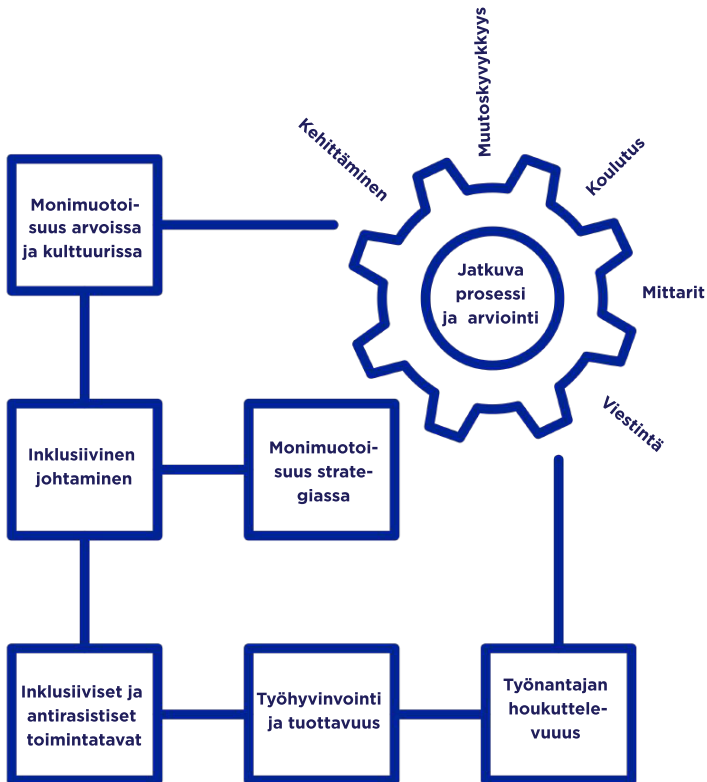 Muutoskyvykkyys
Kehittäminen
Koulutus
Monimuotoi-
suus arvoissa
ja kulttuurissa
Jatkuva
prosessi
ja arviointi
Mittarit
Viestintä
Inklusiivinen
johtaminen
Monimuotoi-
suus strate-
giassa
Inklusiiviset ja
antirasistiset
toimintatavat
Työhyvinvointi
ja tuottavuus
Työnantajan
houkuttele-
vuuus